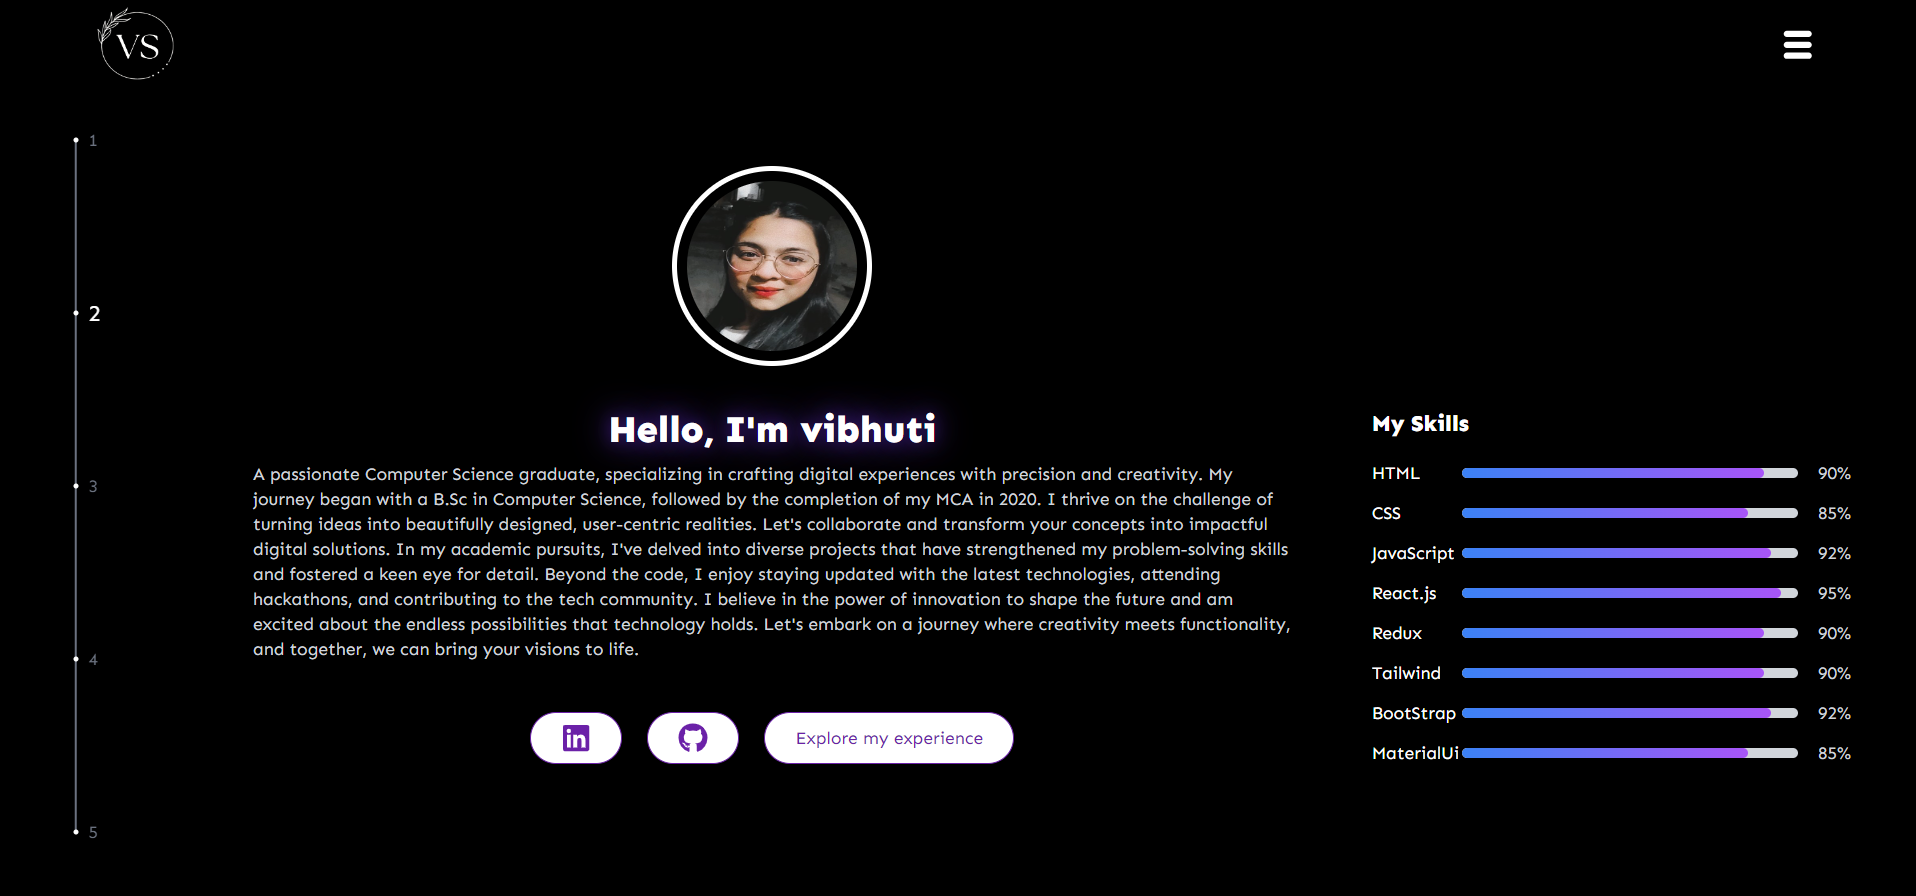 VS
1
2
3
4
5
Hello, I'm vibhuti
A passionate Computer Science graduate, specializing in crafting digital experiences with precision and creativity. My
journey began with a B.Sc in Computer Science, followed by the completion of my MCA in 2020. I thrive on the challenge of
turning ideas into beautifully designed, user-centric realities. Let's collaborate and transform your concepts into impactful
digital solutions. In my academic pursuits, I've delved into diverse projects that have strengthened my problem-solving skills
and fostered a keen eye for detail. Beyond the code, I enjoy staying updated with the latest technologies, attending
hackathons, and contributing to the tech community. I believe in the power of innovation to shape the future and am
excited about the endless possibilities that technology holds. Let's embark on a journey where creativity meets functionality,
and together, we can bring your visions to life.
in
Explore my experience
My Skills
HTML 90%
CSS 85%
JavaScript 92%
React.js 95%
Redux 90%
Tailwind 90%
BootStrap 92%
MaterialUi 85%